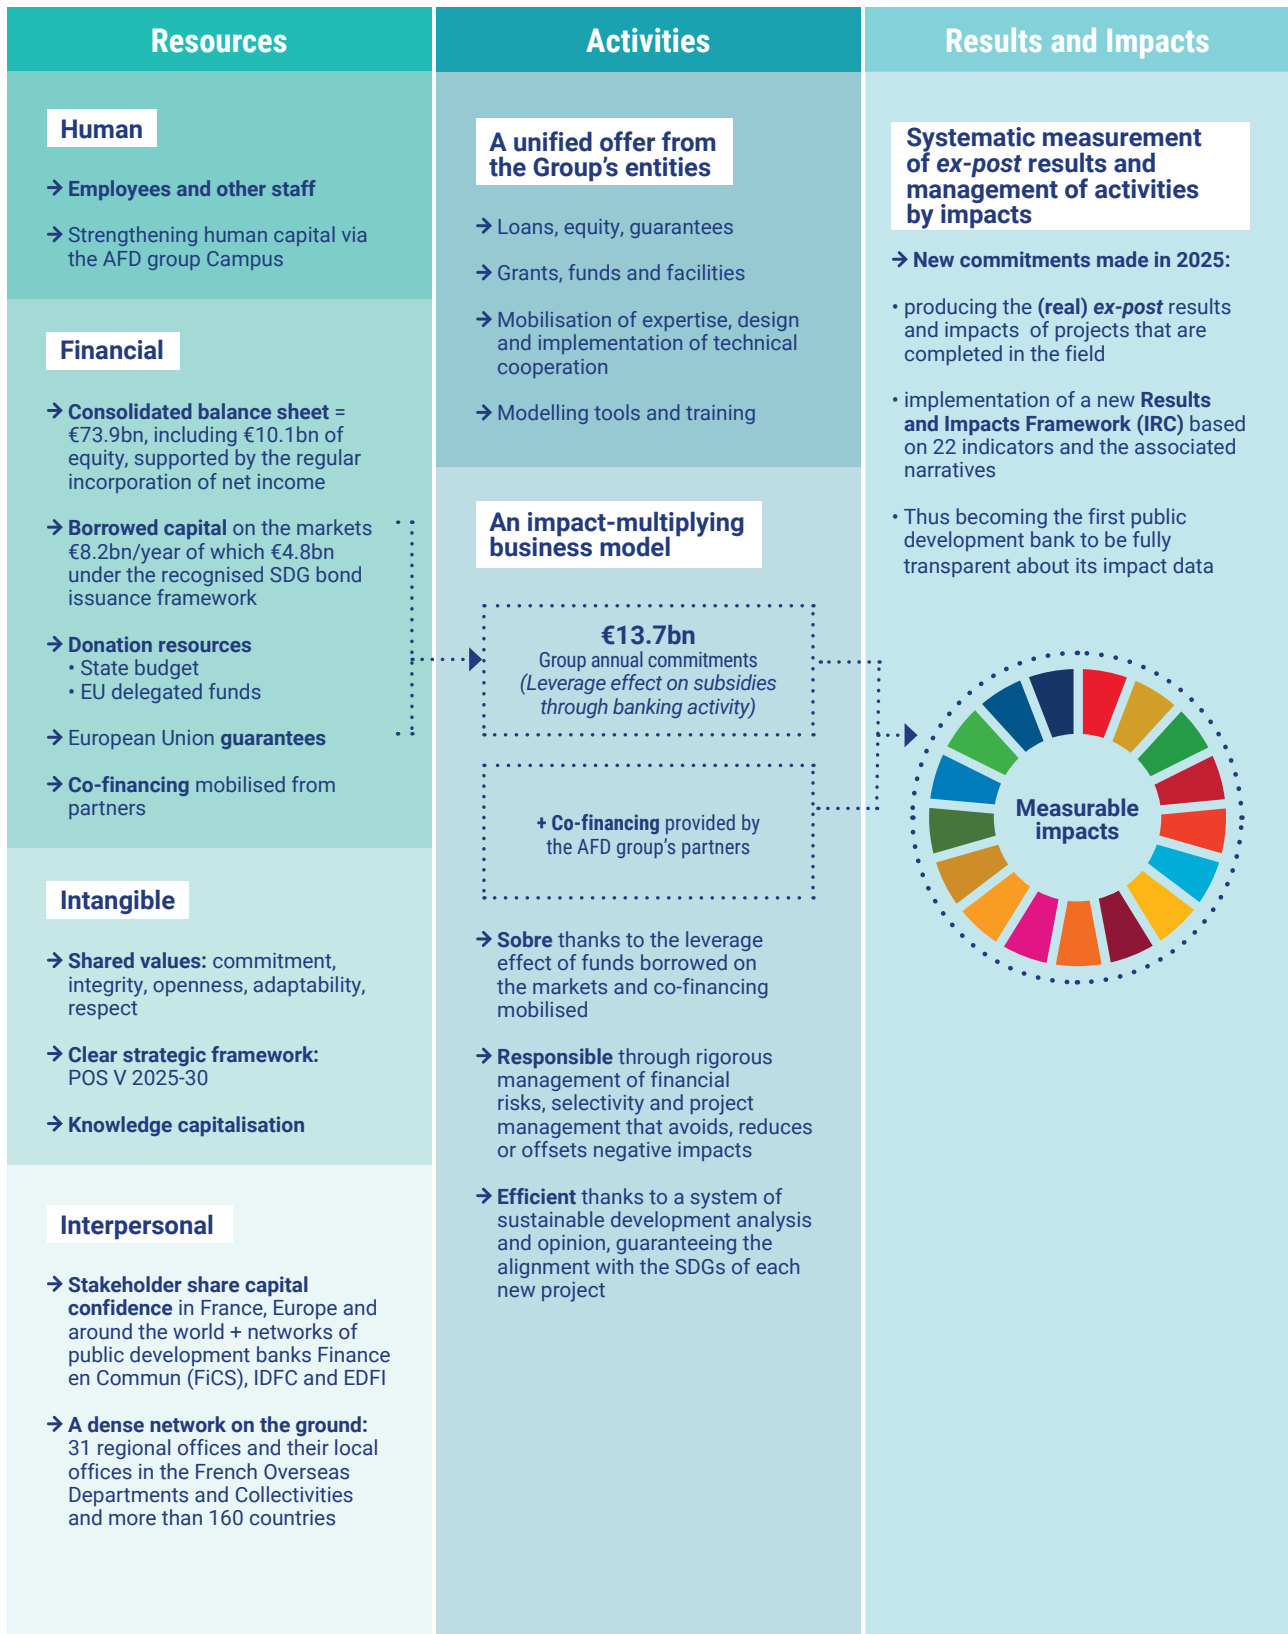 Resources
Human
→ Employees and other staff
→ Strengthening human capital via
the AFD group Campus
Financial
→ Consolidated balance sheet =
€73.9bn, including €10.1bn of
equity, supported by the regular
incorporation of net income
→ Borrowed capital on the markets
€8.2bn/year of which €4.8bn
under the recognised SDG bond
issuance framework
→ Donation resources
• State budget
• EU delegated funds
→ European Union guarantees
→ Co-financing mobilised from
partners
Intangible
→ Shared values: commitment,
integrity, openness, adaptability,
respect
→ Clear strategic framework:
POS V 2025-30
→ Knowledge capitalisation
Interpersonal
→ Stakeholder share capital
confidence in France, Europe and
around the world + networks of
public development banks Finance
en Commun (FiCS), IDFC and EDFI
→ A dense network on the ground:
31 regional offices and their local
offices in the French Overseas
Departments and Collectivities
and more than 160 countries
Activities
A unified offer from
the Group's entities
→ Loans, equity, guarantees
→ Grants, funds and facilities
→ Mobilisation of expertise, design
and implementation of technical
cooperation
→ Modelling tools and training
An impact-multiplying
business model
€13.7bn
Group annual commitments
(Leverage effect on subsidies
through banking activity)
+ Co-financing provided by
the AFD group's partners
→ Sobre thanks to the leverage
effect of funds borrowed on
the markets and co-financing
mobilised
→ Responsible through rigorous
management of financial
risks, selectivity and project
management that avoids, reduces
or offsets negative impacts
→ Efficient thanks to a system of
sustainable development analysis
and opinion, guaranteeing the
alignment with the SDGs of each
new project
Results and Impacts
Systematic measurement
of ex-post results and
management of activities
by impacts
→ New commitments made in 2025:
• producing the (real) ex-post results
and impacts of projects that are
completed in the field
• implementation of a new Results
and Impacts Framework (IRC) based
on 22 indicators and the associated
narratives
• Thus becoming the first public
development bank to be fully
transparent about its impact data
Measurable
impacts